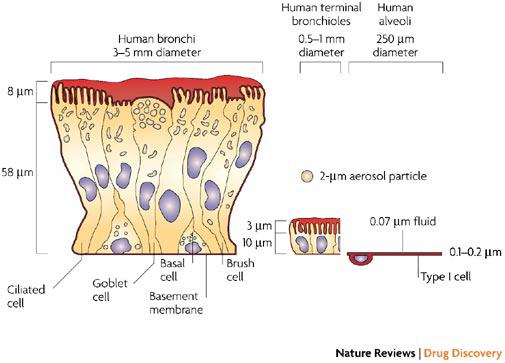 Human bronchi
3–5 mm diameter
Human terminal
bronchioles
0.5–1 mm
diameter
Human
alveoli
250 µm
diameter
8 µm
58 µm
2-µm aerosol particle
3 µm
10 µm
0.07 µm fluid
0.1–0.2 µm
Type I cell
Ciliated
cell
Goblet
cell
Basal
cell
Basement
membrane
Brush
cell
Nature Reviews | Drug Discovery